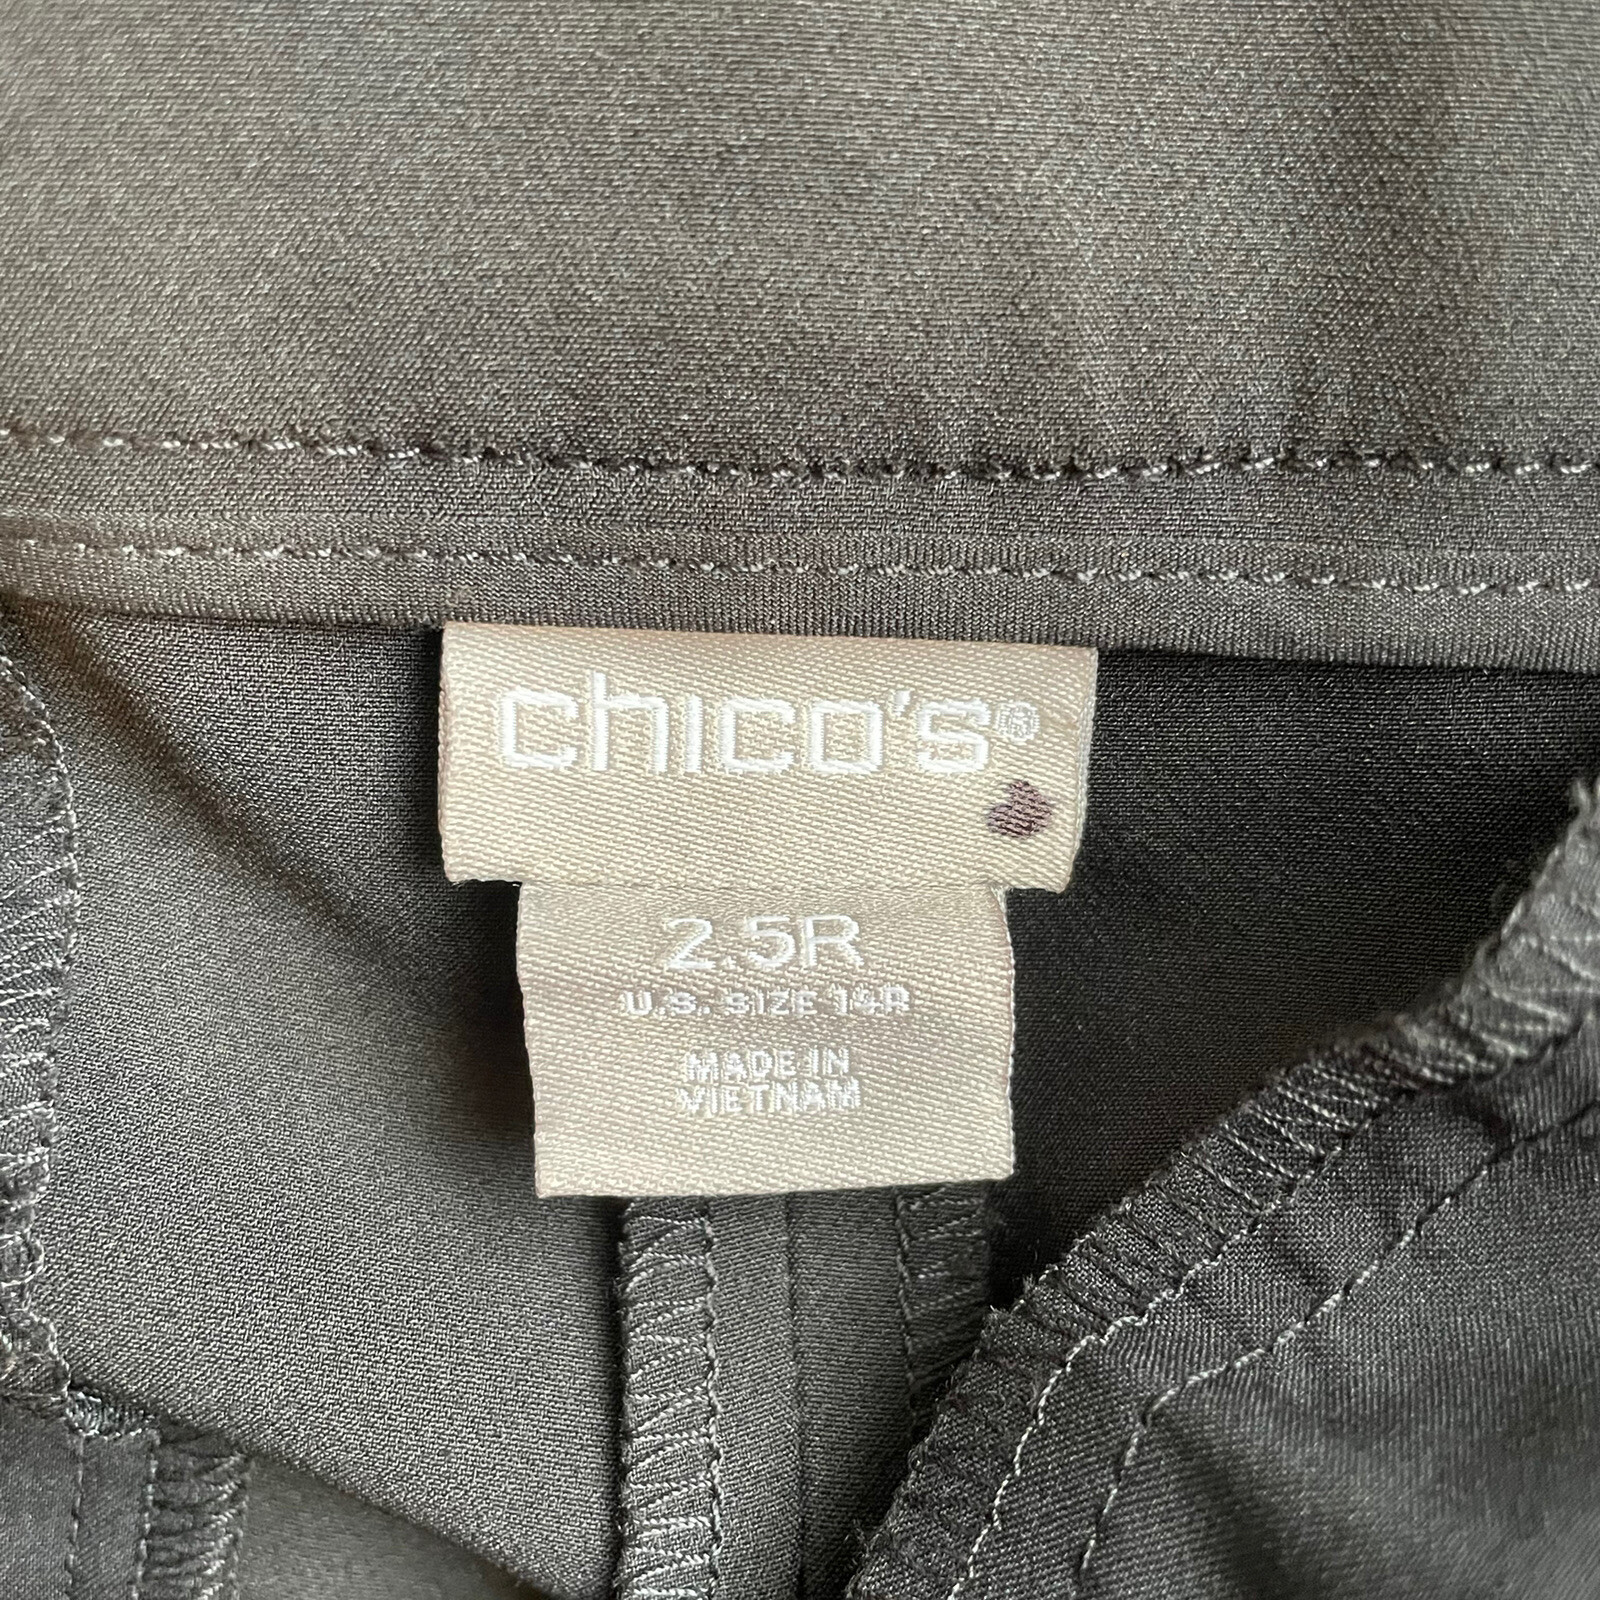 chico's®
2.5R
U.S. SIZE 14R
MADE IN
VIETNAM